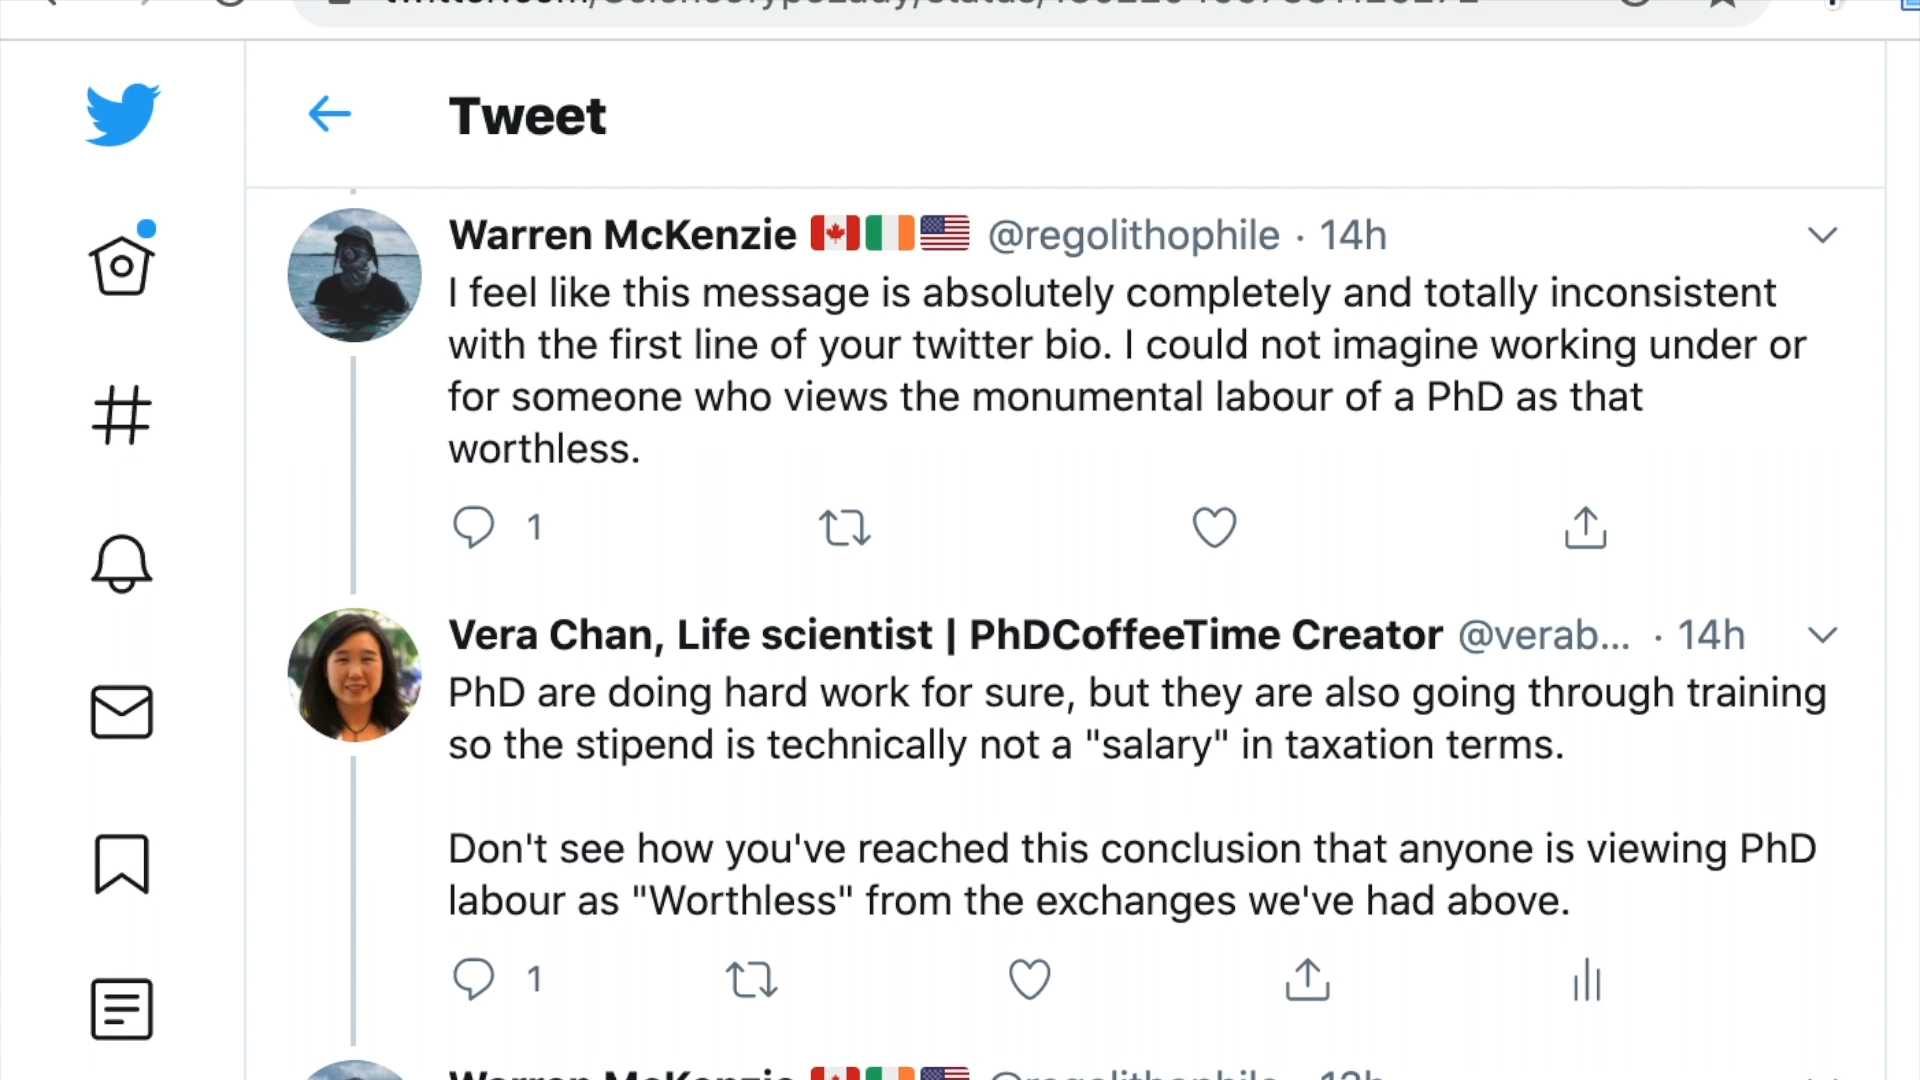 Tweet
Warren McKenzie @regolithophile · 14h
I feel like this message is absolutely completely and totally inconsistent
with the first line of your twitter bio. I could not imagine working under or
for someone who views the monumental labour of a PhD as that
worthless.
1
Vera Chan, Life scientist | PhDCoffeeTime Creator @verab... · 14h
PhD are doing hard work for sure, but they are also going through training
so the stipend is technically not a "salary" in taxation terms.
Don't see how you've reached this conclusion that anyone is viewing PhD
labour as "Worthless" from the exchanges we've had above.
1
Warren McKenzie @regolithophile · 13h